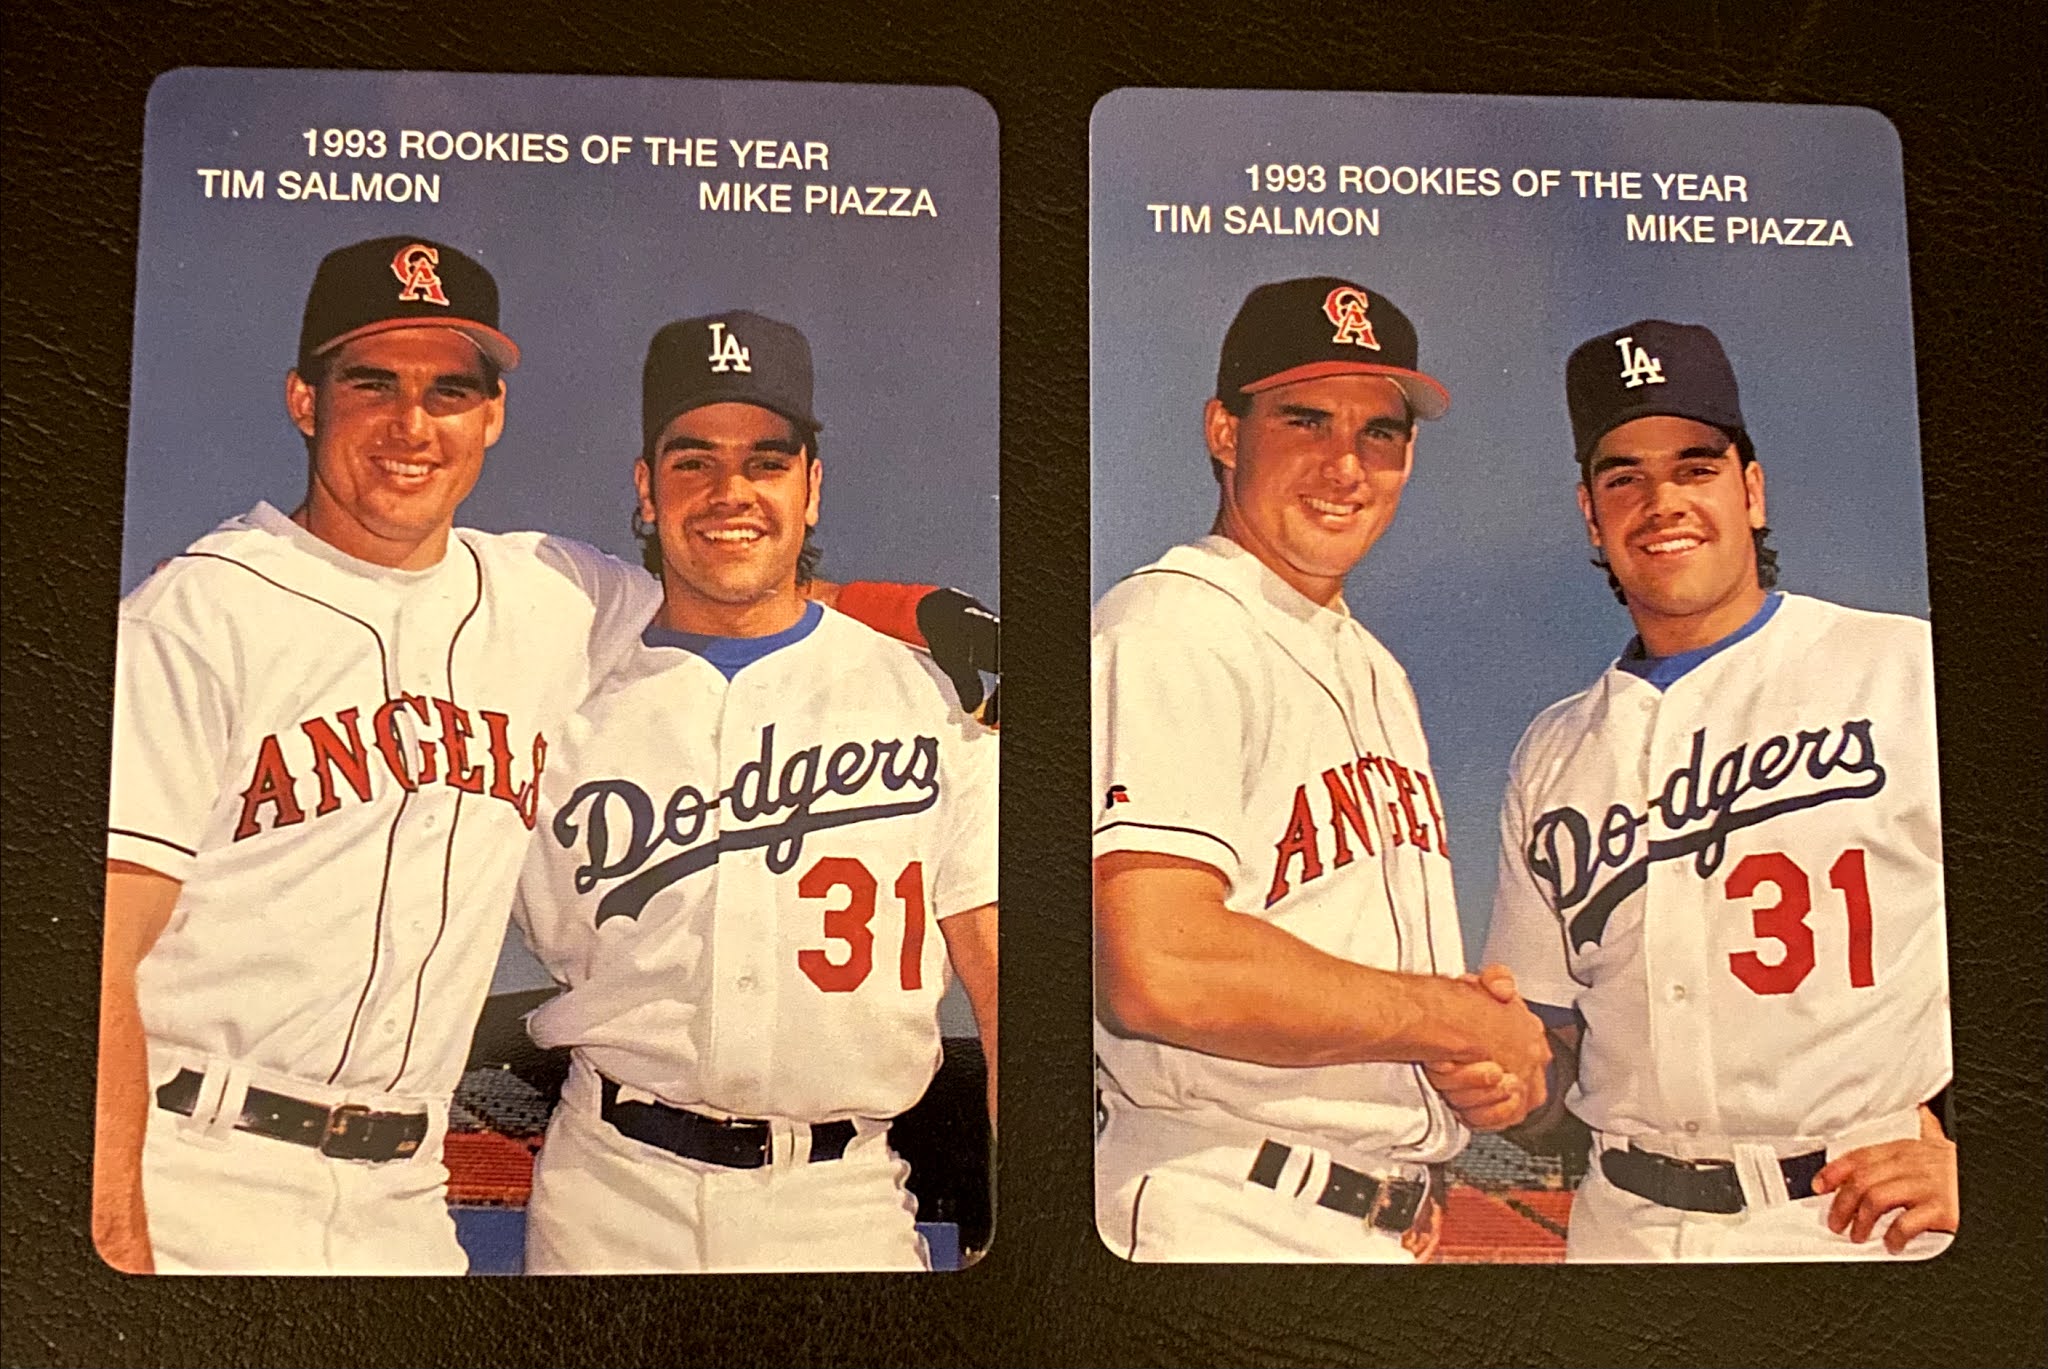 1993 ROOKIES OF THE YEAR
TIM SALMON MIKE PIAZZA
CA
LA
ANGELS
Dodgers
31
1993 ROOKIES OF THE YEAR
TIM SALMON MIKE PIAZZA
CA
LA
ANGEL
Dodgers
31